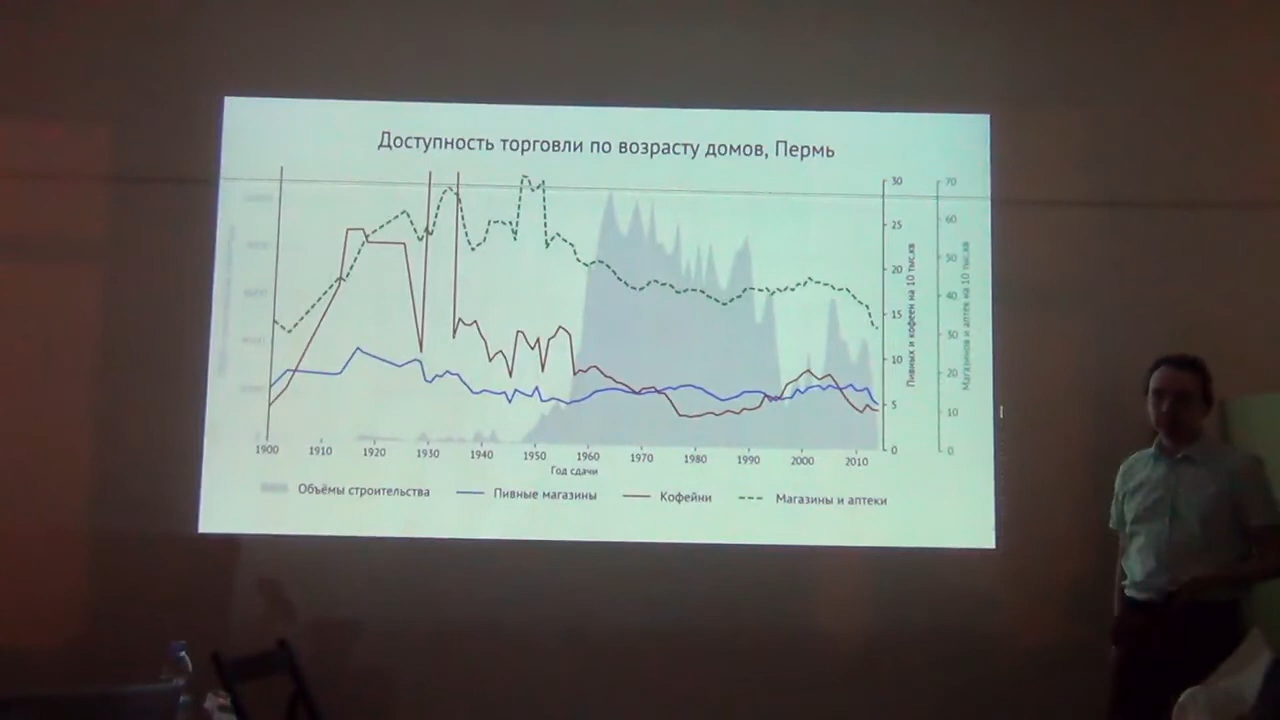 Доступность торговли по возрасту домов, Пермь
30
25
20
15
10
5
0
Пивных и кофеен на 10 тыс.кв
70
60
50
40
30
20
10
0
Магазинов и аптек на 10 тыс.кв
1900 1910 1920 1930 1940 1950 1960 1970 1980 1990 2000 2010
Год сдачи
Объёмы строительства Пивные магазины Кофейни Магазины и аптеки